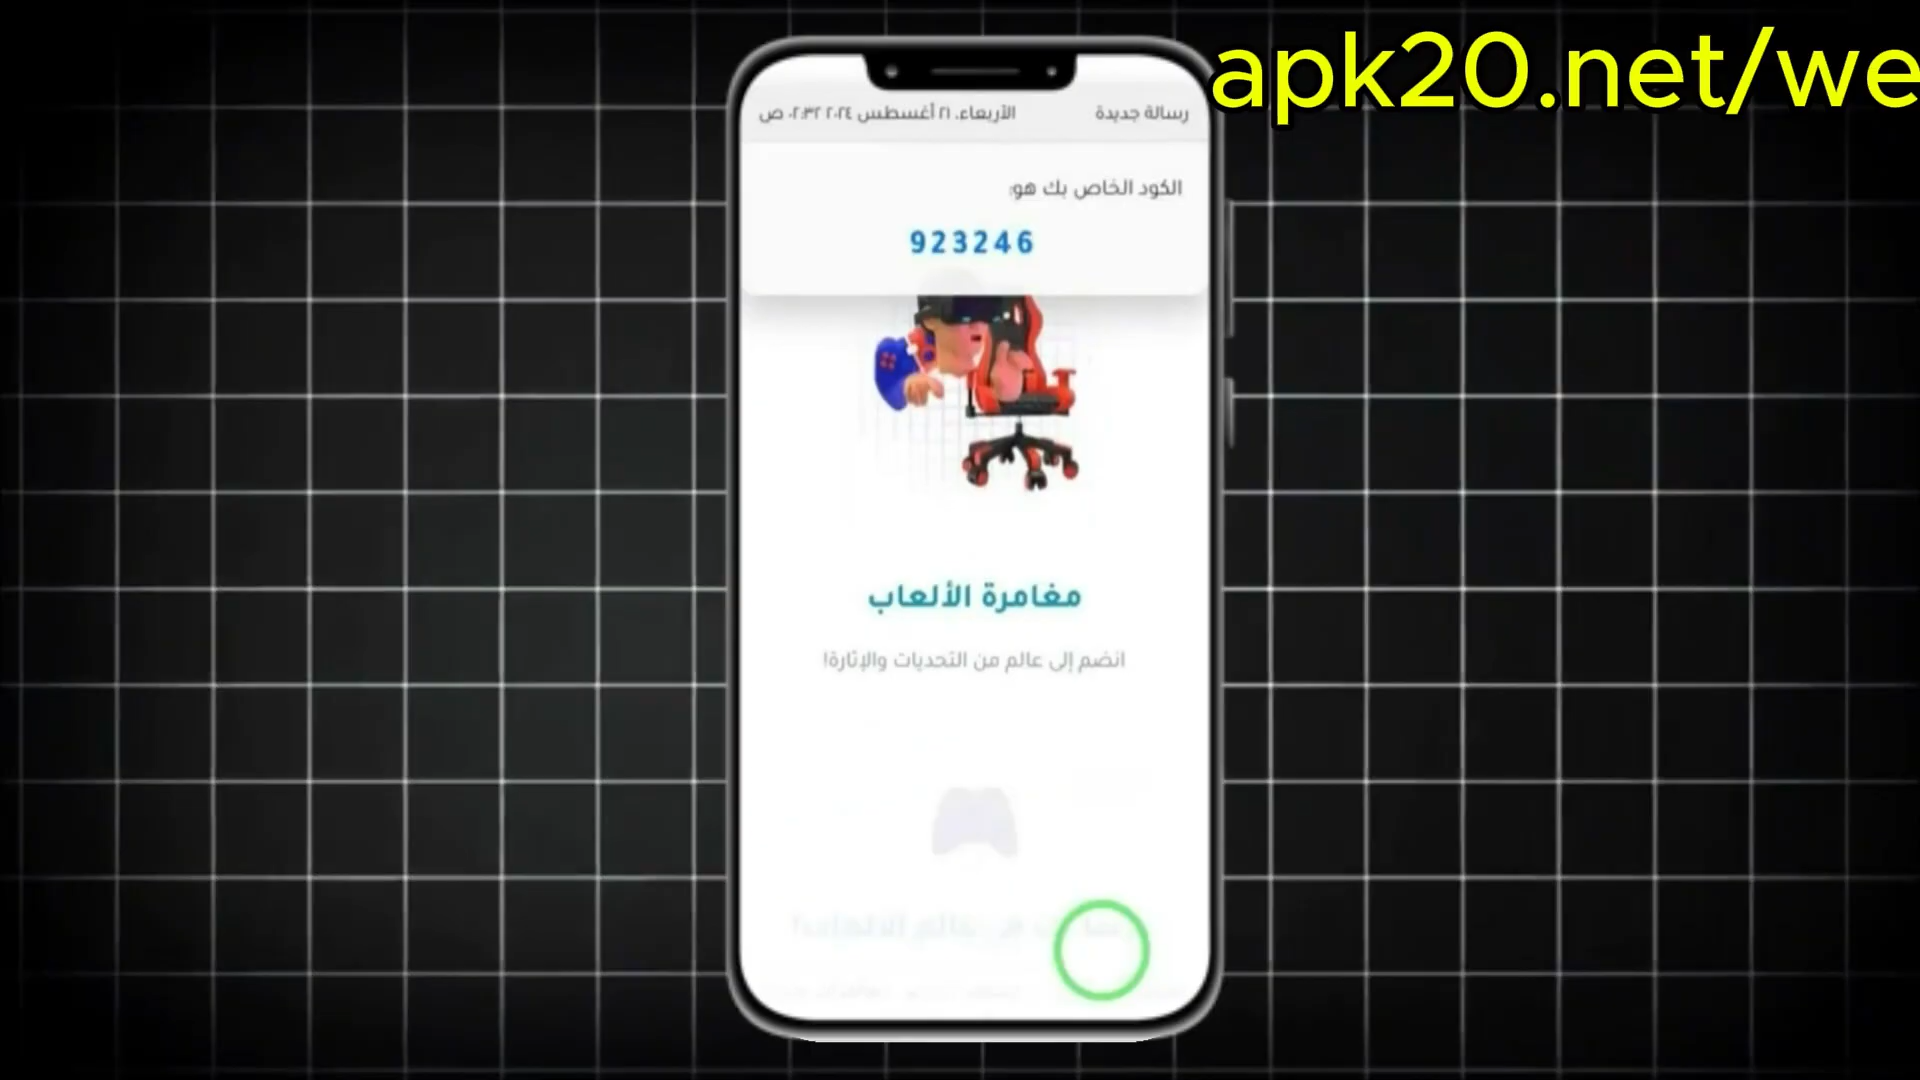 apk20.net/we
رسالة جديدة
الأربعاء، ٢١ أغسطس ٢٠٢٤ ٠٢:٣٢ ص
الكود الخاص بك هو:
923246
مغامرة الألعاب
انضم إلى عالم من التحديات والإثارة!